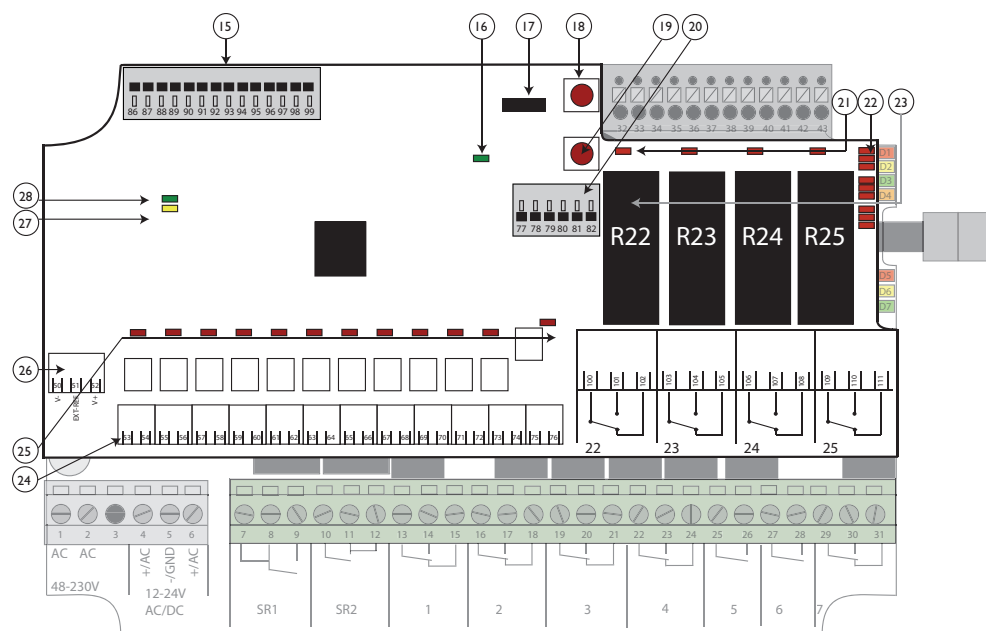 15 16 17 18 19 20
86 87 88 89 90 91 92 93 94 95 96 97 98 99
32 33 34 35 36 37 38 39 40 41 42 43
21 22 23
D1
D2
D3
D4
28
27
77 78 79 80 81 82
R22 R23 R24 R25
D5
D6
D7
26
50 51 52
V- EXT-REF V+
100 101 102 103 104 105 106 107 108 109 110 111
25
53 54 55 56 57 58 59 60 61 62 63 64 65 66 67 68 69 70 71 72 73 74 75 76
22 23 24 25
24
1 2 3 4 5 6 7 8 9 10 11 12 13 14 15 16 17 18 19 20 21 22 23 24 25 26 27 28 29 30 31
AC AC +/AC -/GND +/AC
48-230V
12-24V
AC/DC
SR1 SR2 1 2 3 4 5 6 7